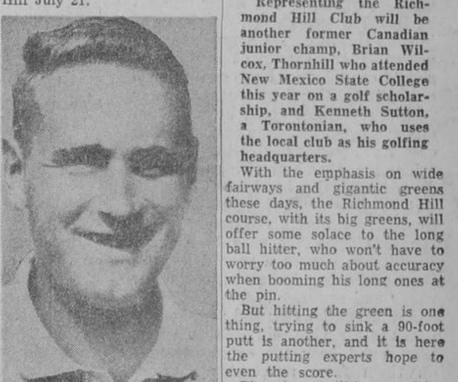 Hill July 21.
Representing the Rich-
mond Hill Club will be
another former Canadian
junior champ, Brian Wil-
cox, Thornhill who attended
New Mexico State College
this year on a golf scholar-
ship, and Kenneth Sutton,
a Torontonian, who uses
the local club as his golfing
headquarters.
With the emphasis on wide
fairways and gigantic greens
these days, the Richmond Hill
course, with its big greens, will
offer some solace to the long
ball hitter, who won't have to
worry too much about accuracy
when booming his long ones at
the pin.
But hitting the green is one
thing, trying to sink a 90-foot
putt is another, and it is here
the putting experts hope to
even the score.